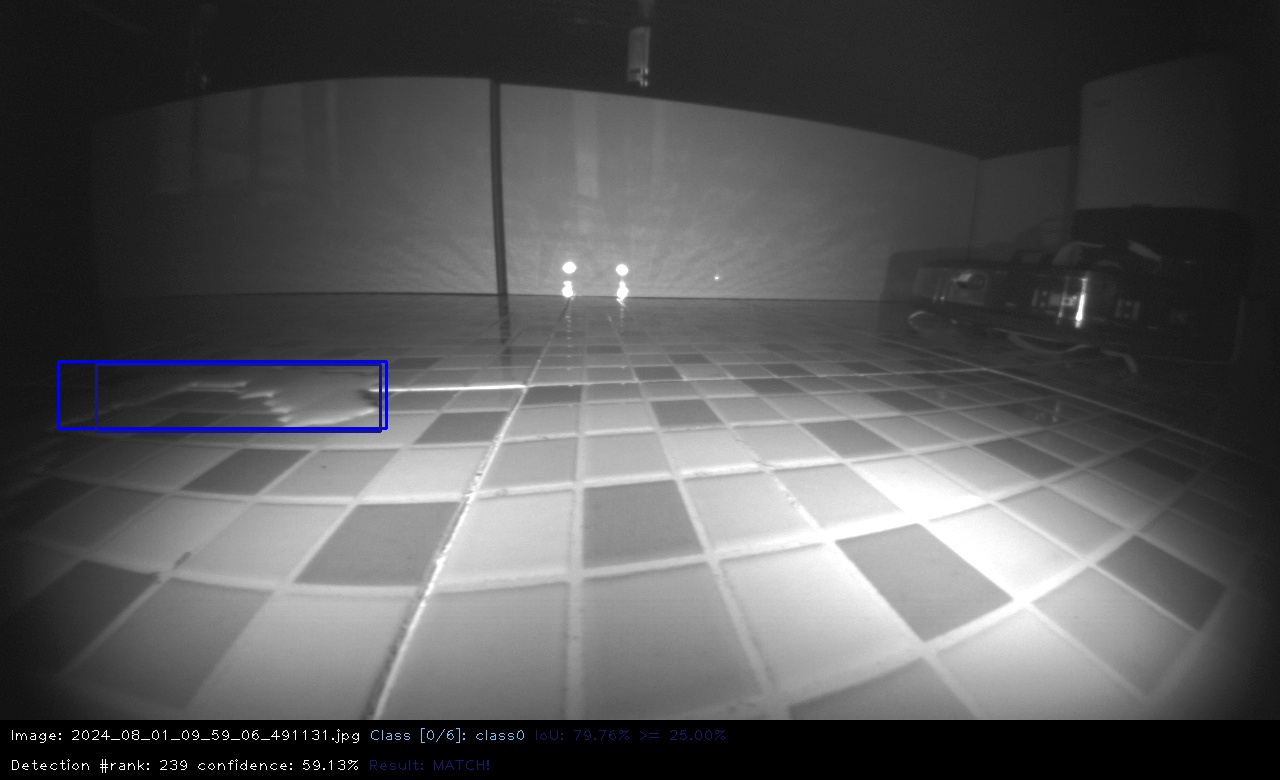 Image: 2024_08_01_09_59_06_491131.jpg Class [0/6]: class0 IoU: 79.76% >= 25.00%
Detection #rank: 239 confidence: 59.13% Result: MATCH!